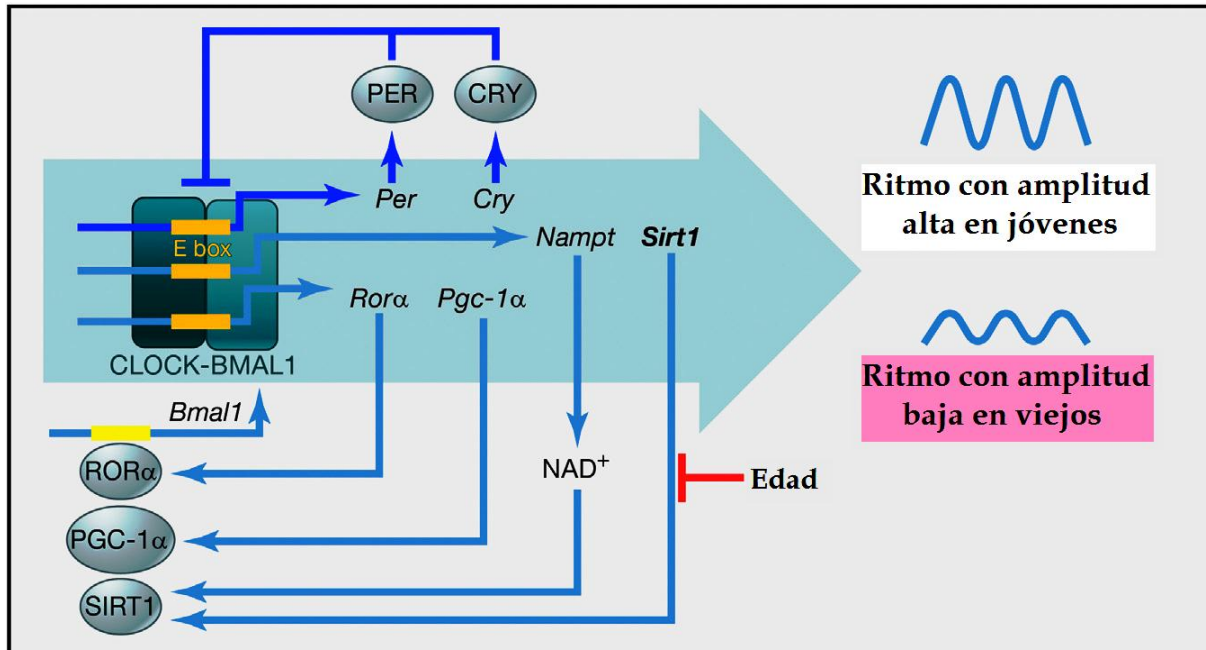 PER
CRY
Per
Cry
E box
Nampt
Sirt1
Rorα
Pgc-1α
CLOCK-BMAL1
Bmal1
RORα
NAD+
PGC-1α
SIRT1
Edad
Ritmo con amplitud
alta en jóvenes
Ritmo con amplitud
baja en viejos